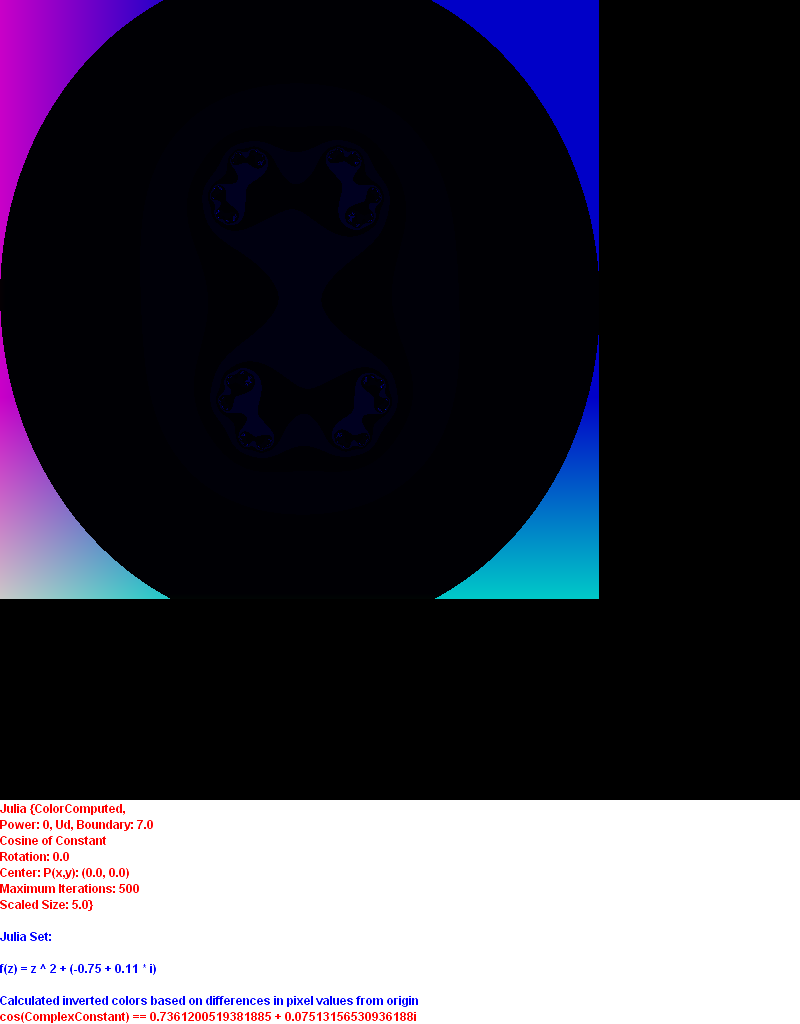 Julia {ColorComputed,
Power: 0, Ud, Boundary: 7.0
Cosine of Constant
Rotation: 0.0
Center: P(x,y): (0.0, 0.0)
Maximum Iterations: 500
Scaled Size: 5.0}
Julia Set:
f(z) = z ^ 2 + (-0.75 + 0.11 * i)
Calculated inverted colors based on differences in pixel values from origin
cos(ComplexConstant) == 0.7361200519381885 + 0.07513156530936188i